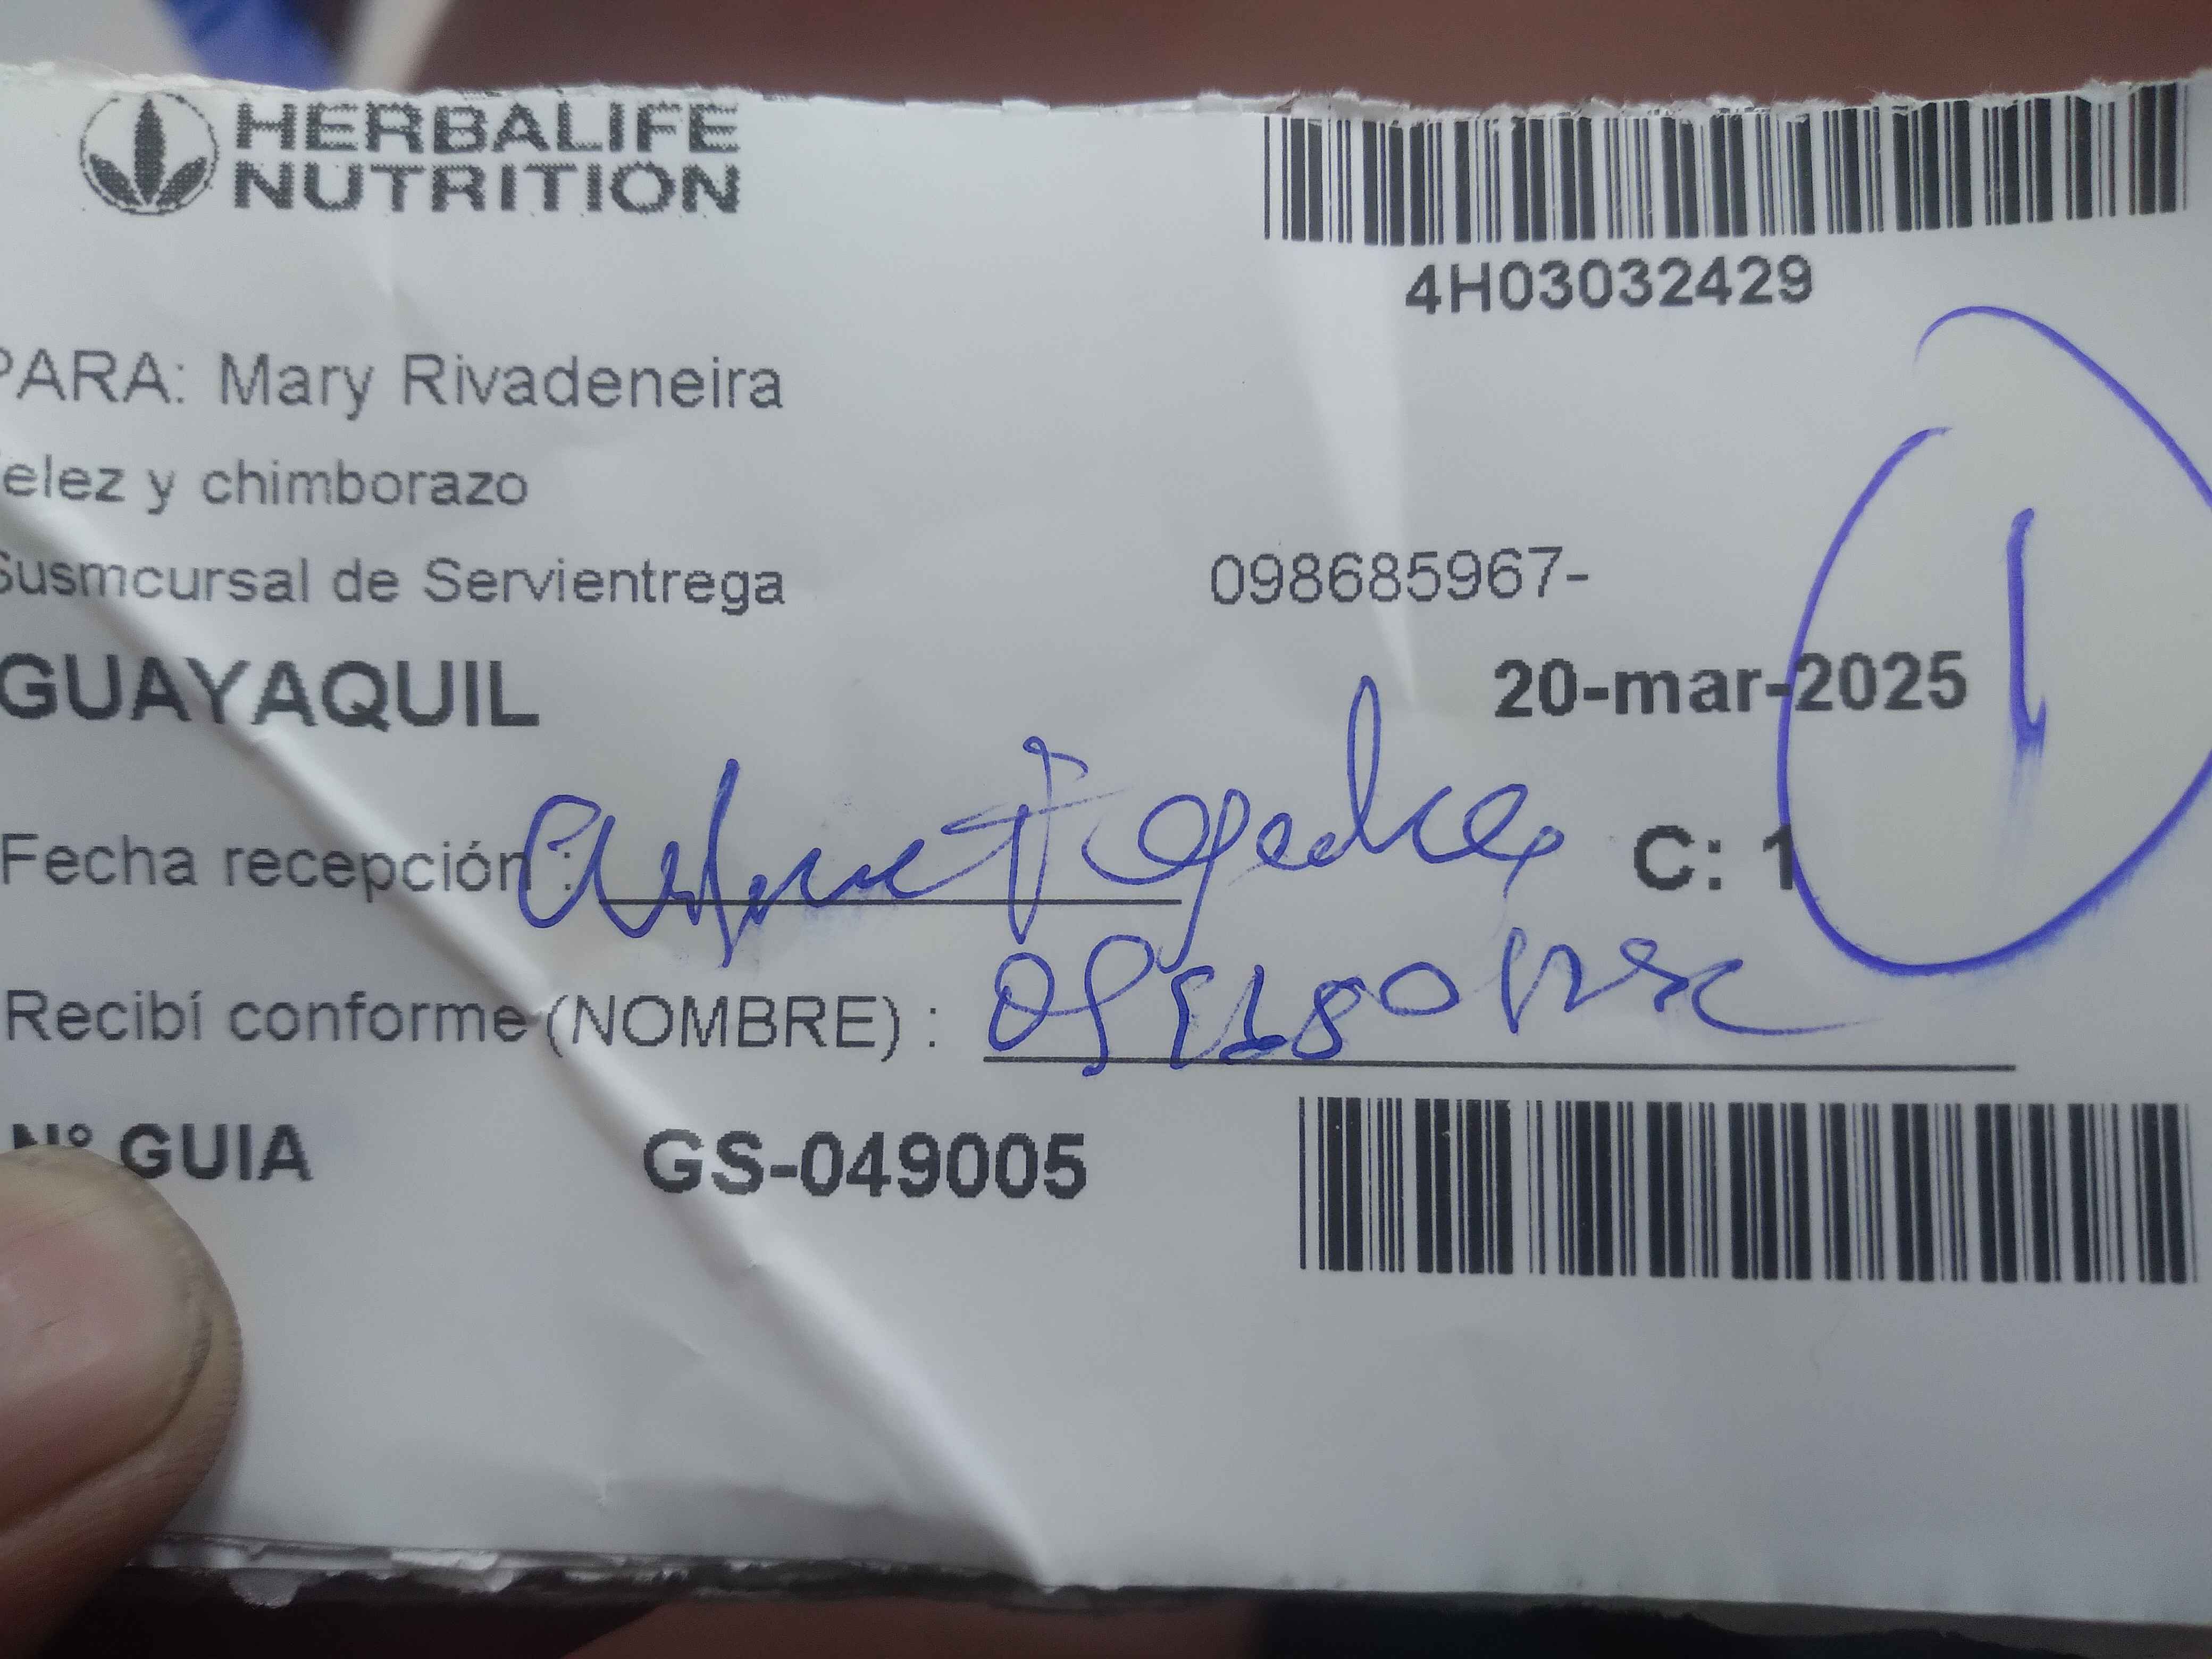 HERBALIFE
NUTRITION
4H03032429
PARA: Mary Rivadeneira
elez y chimborazo
Susmcursal de Servientrega
098685967-
GUAYAQUIL
20-mar-2025
1
Fecha recepción :
C: 1
Recibí conforme (NOMBRE) :
Nº GUIA
GS-049005